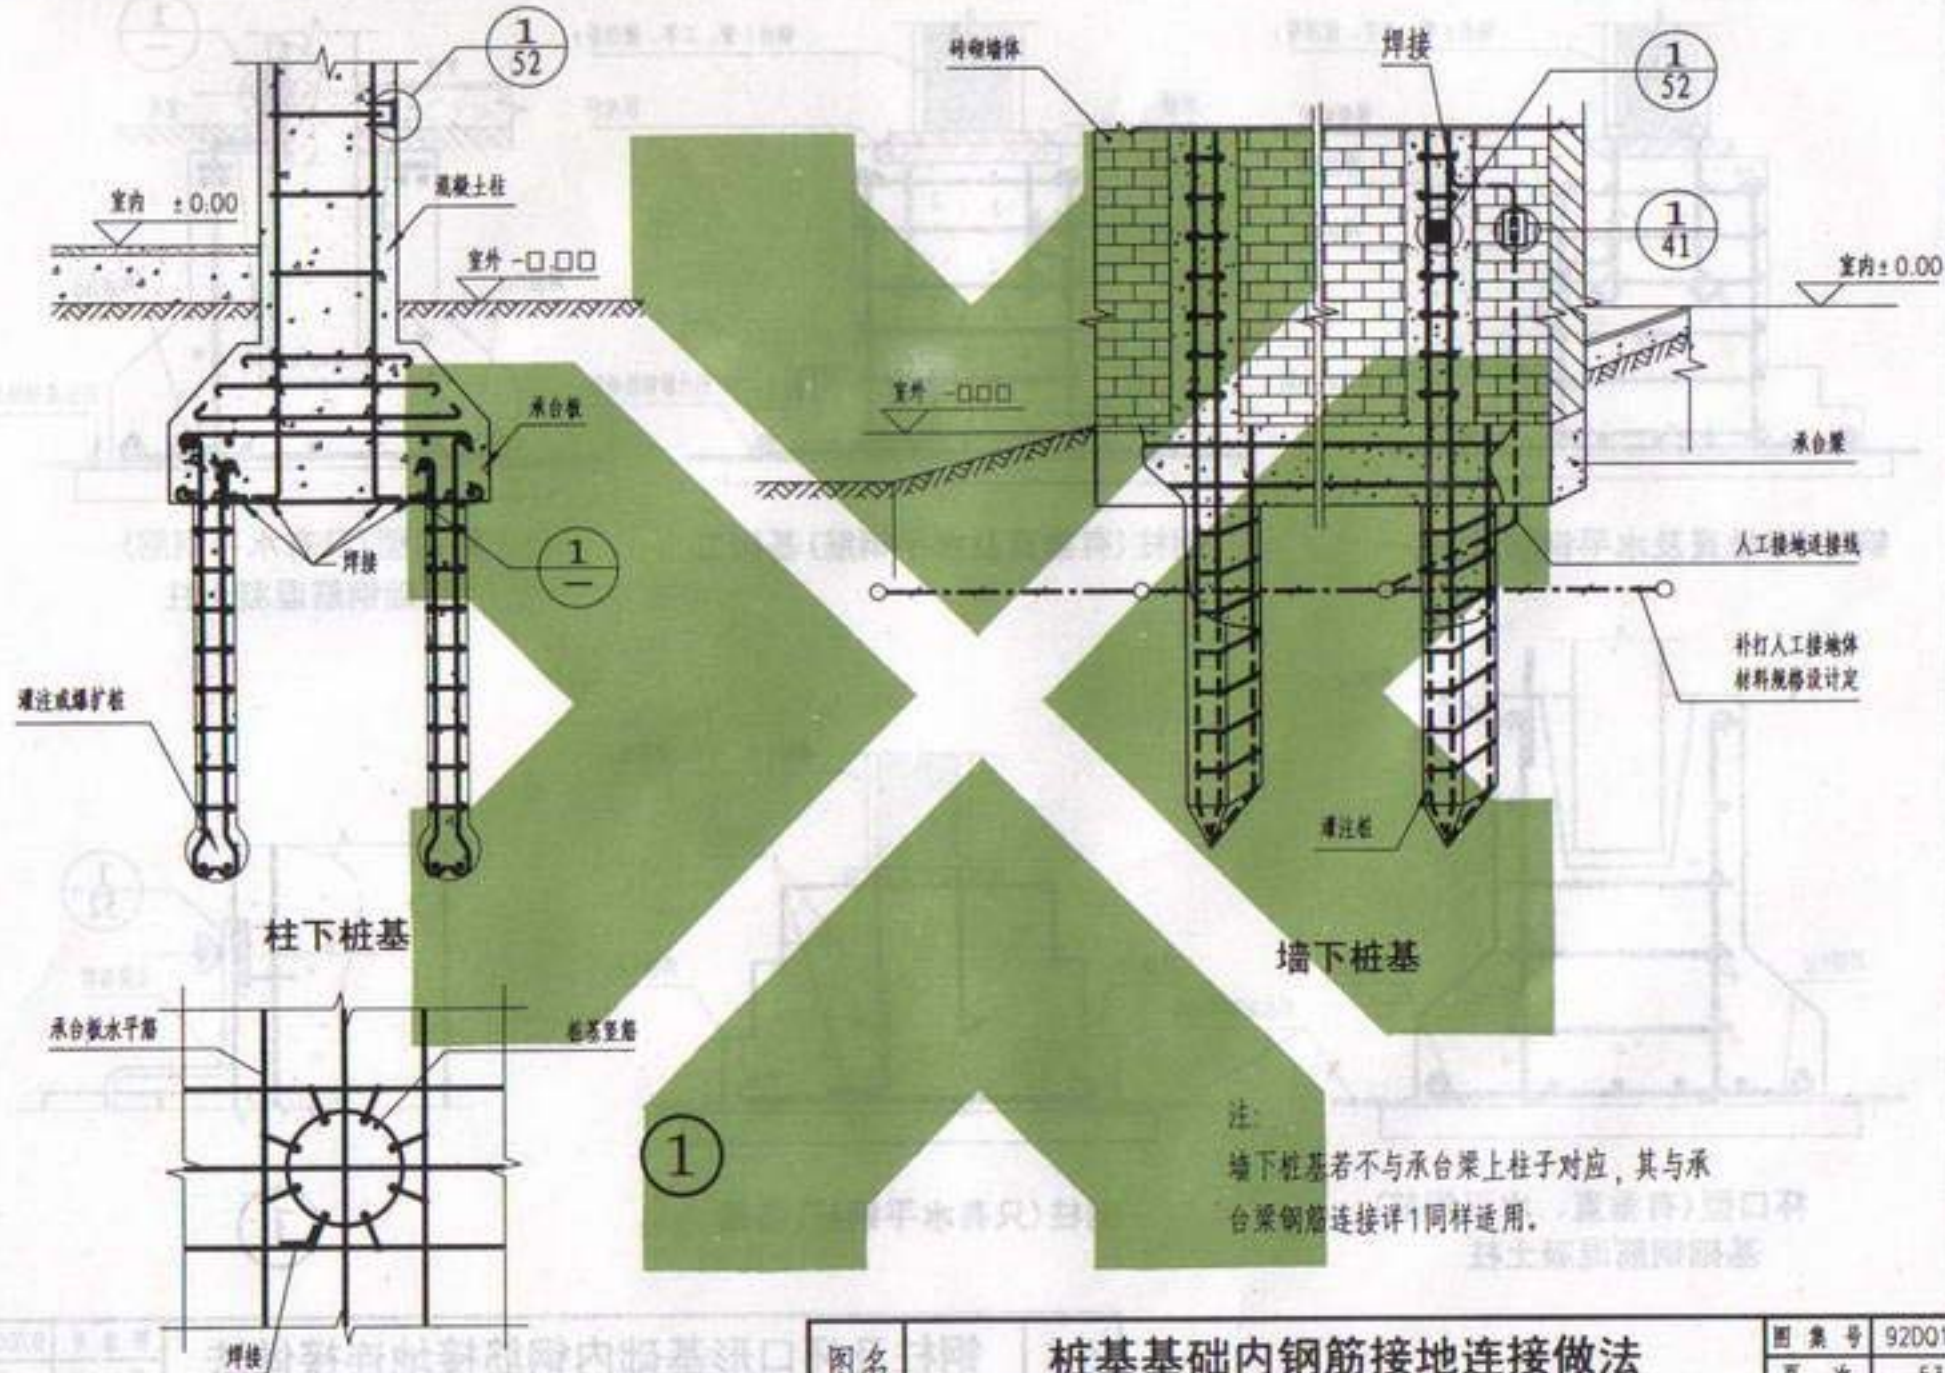 1
52
混凝土柱
室内 ±0.00
室外 -□.□□
承台板
焊接
1
—
灌注或爆扩桩
柱下桩基
砖砌墙体
焊接
1
52
1
41
室内±0.00
室外 -□□□
承台梁
人工接地连接线
补打人工接地体
材料规格设计定
灌注桩
墙下桩基
承台板水平筋
桩基竖筋
焊接
1
注:
墙下桩基若不与承台梁上柱子对应，其与承
台梁钢筋连接详1同样适用。
图名
桩基基础内钢筋接地连接做法
图集号 92DQ1